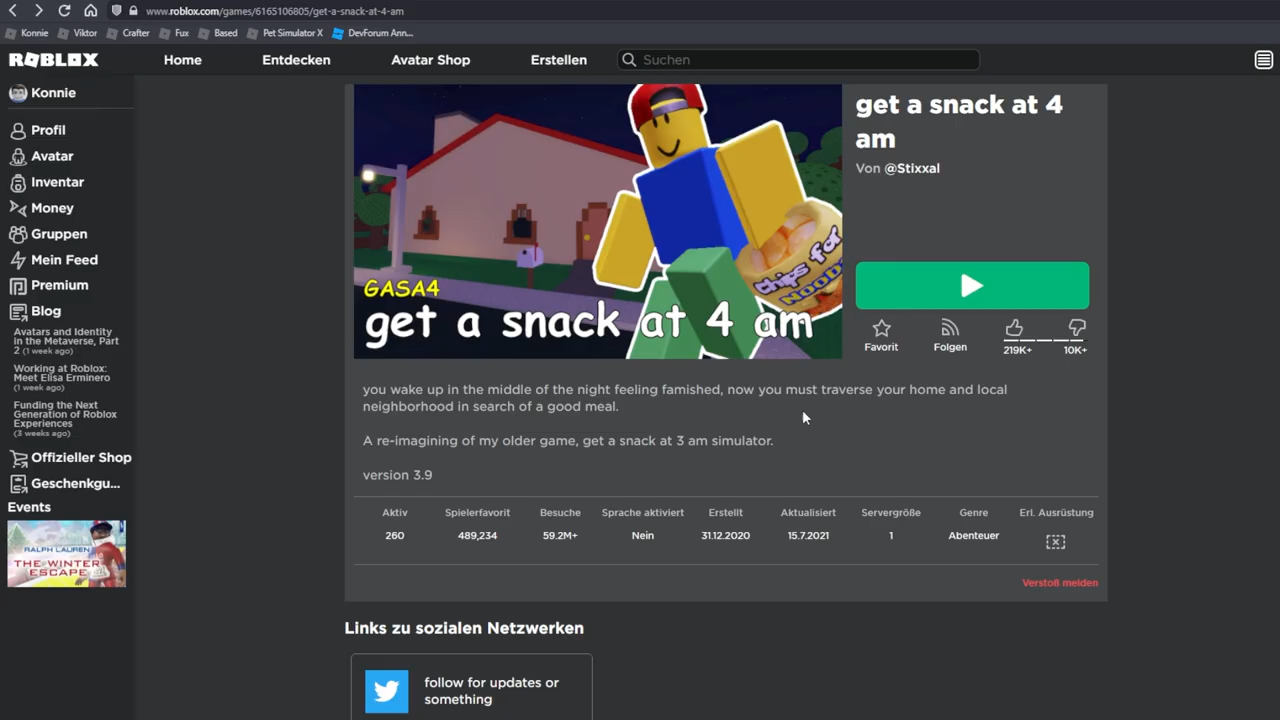 www.roblox.com/games/6165106805/get-a-snack-at-4-am
Konnie
Viktor
Crafter
Fux
Based
Pet Simulator X
DevForum Ann...
ROBLOX
Home
Entdecken
Avatar Shop
Erstellen
Suchen
Konnie
Profil
Avatar
Inventar
Money
Gruppen
Mein Feed
Premium
Blog
Avatars and Identity
in the Metaverse, Part
2 (1 week ago)
Working at Roblox:
Meet Elisa Erminero
(1 week ago)
Funding the Next
Generation of Roblox
Experiences
(3 weeks ago)
Offizieller Shop
Geschenkgu...
Events
RALPH LAUREN
THE WINTER
ESCAPE
chips for
NooB
GASA4
get a snack at 4 am
get a snack at 4
am
Von @Stixxal
Favorit
Folgen
219K+
10K+
you wake up in the middle of the night feeling famished, now you must traverse your home and local
neighborhood in search of a good meal.
A re-imagining of my older game, get a snack at 3 am simulator.
version 3.9
Aktiv
Spielerfavorit
Besuche
Sprache aktiviert
Erstellt
Aktualisiert
Servergröße
Genre
Erl. Ausrüstung
260
489,234
59.2M+
Nein
31.12.2020
15.7.2021
1
Abenteuer
Verstoß melden
Links zu sozialen Netzwerken
follow for updates or
something